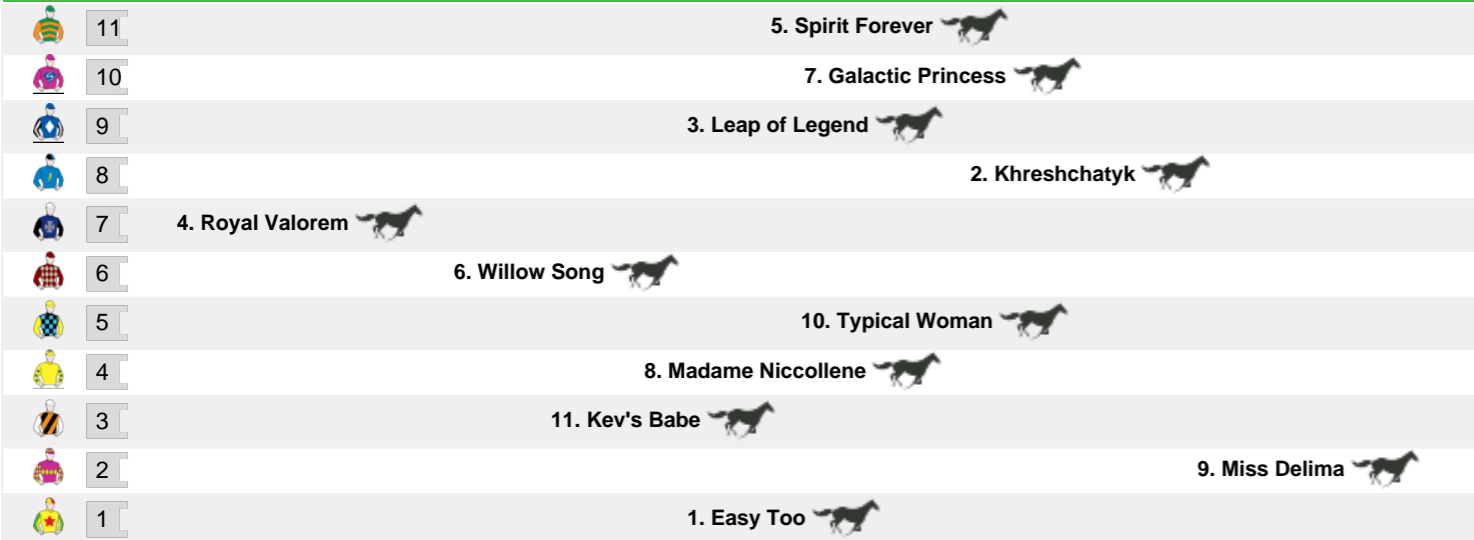 11 5. Spirit Forever
10 7. Galactic Princess
9 3. Leap of Legend
8 2. Khreshchatyk
7 4. Royal Valorem
6 6. Willow Song
5 10. Typical Woman
4 8. Madame Niccollene
3 11. Kev's Babe
2 9. Miss Delima
1 1. Easy Too